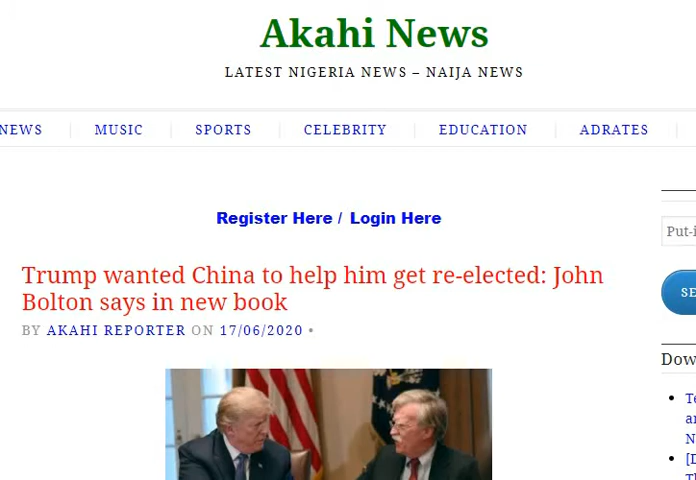 Akahi News
LATEST NIGERIA NEWS – NAIJA NEWS
NEWS
MUSIC
SPORTS
CELEBRITY
EDUCATION
ADRATES
Register Here / Login Here
Trump wanted China to help him get re-elected: John
Bolton says in new book
BY AKAHI REPORTER ON 17/06/2020 •